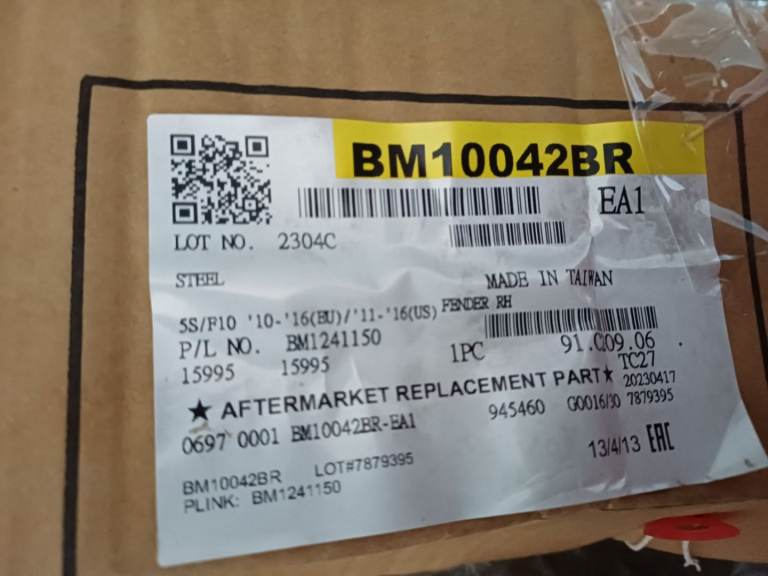 BM10042BR
EA1
LOT NO. 2304C
STEEL MADE IN TAIWAN
5S/F10 '10-'16(EU)/'11-'16(US) FENDER RH
P/L NO. BM1241150 1PC 91.C09.06
15995 15995 TC27
★ AFTERMARKET REPLACEMENT PART★ 20230417
0697 0001 BM10042BR-EA1 945460 G0016/30 7879395
13/4/13 EAC
BM10042BR LOT#7879395
PLINK: BM1241150